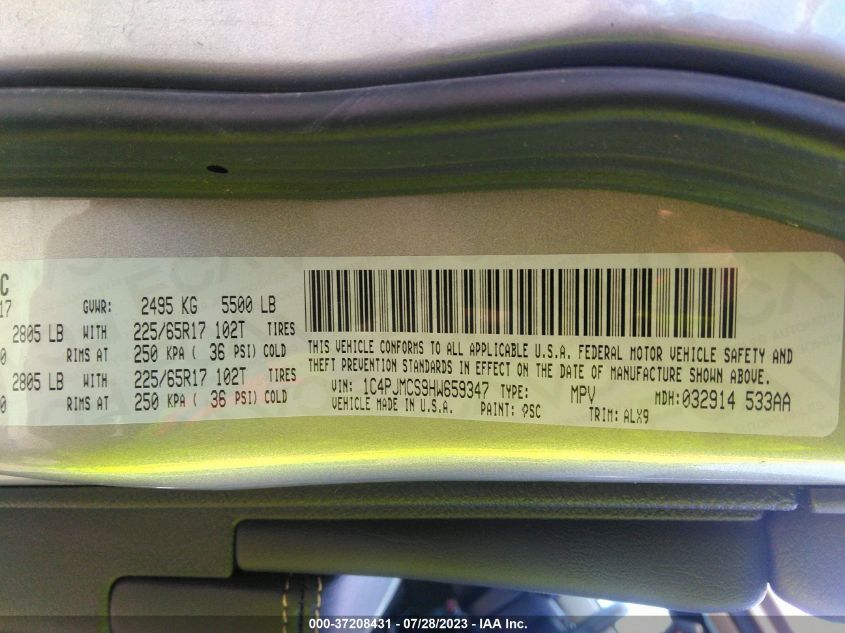 C
17
GVWR: 2495 KG 5500 LB
2805 LB WITH 225/65R17 102T TIRES
0 RIMS AT 250 KPA ( 36 PSI) COLD
2805 LB WITH 225/65R17 102T TIRES
0 RIMS AT 250 KPA ( 36 PSI) COLD
THIS VEHICLE CONFORMS TO ALL APPLICABLE U.S.A. FEDERAL MOTOR VEHICLE SAFETY AND
THEFT PREVENTION STANDARDS IN EFFECT ON THE DATE OF MANUFACTURE SHOWN ABOVE.
VIN: 1C4PJMCS9HW659347 TYPE: MPV MDH: 032914 533AA
VEHICLE MADE IN U.S.A. PAINT: PSC TRIM: ALX9
000-37208431 - 07/28/2023 - IAA Inc.